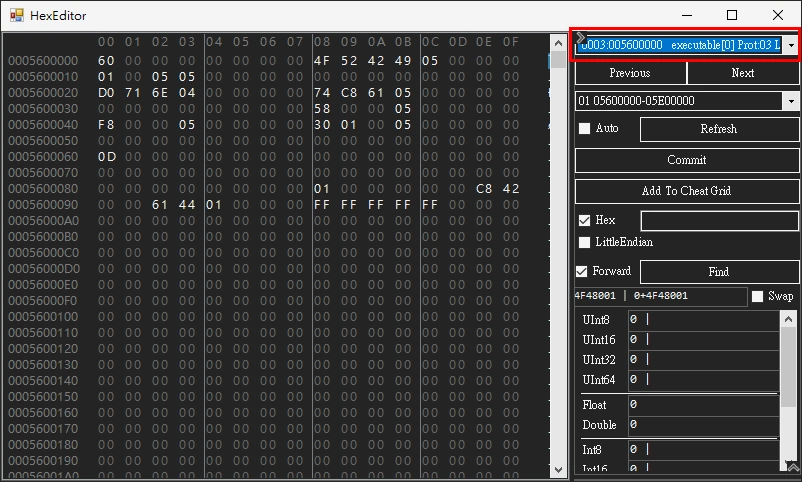 HexEditor
00 01 02 03 04 05 06 07 08 09 0A 0B 0C 0D 0E 0F
0005600000 60 00 00 00 00 00 00 00 4F 52 42 49 05 00 00 00
0005600010 01 00 05 05 00 00 00 00 00 00 00 00 00 00 00 00
0005600020 D0 71 6E 04 00 00 00 00 74 C8 61 05 00 00 00 00
0005600030 00 00 00 00 00 00 00 00 58 00 00 05 00 00 00 00
0005600040 F8 00 00 05 00 00 00 00 30 01 00 05 00 00 00 00
0005600050 00 00 00 00 00 00 00 00 00 00 00 00 00 00 00 00
0005600060 0D 00 00 00 00 00 00 00 00 00 00 00 00 00 00 00
0005600070 00 00 00 00 00 00 00 00 00 00 00 00 00 00 00 00
0005600080 00 00 00 00 00 00 00 00 01 00 00 00 00 00 C8 42
0005600090 00 00 61 44 01 00 00 00 FF FF FF FF FF 00 00 00
00056000A0 00 00 00 00 00 00 00 00 00 00 00 00 00 00 00 00
00056000B0 00 00 00 00 00 00 00 00 00 00 00 00 00 00 00 00
00056000C0 00 00 00 00 00 00 00 00 00 00 00 00 00 00 00 00
00056000D0 00 00 00 00 00 00 00 00 00 00 00 00 00 00 00 00
00056000E0 00 00 00 00 00 00 00 00 00 00 00 00 00 00 00 00
00056000F0 00 00 00 00 00 00 00 00 00 00 00 00 00 00 00 00
0005600100 00 00 00 00 00 00 00 00 00 00 00 00 00 00 00 00
0005600110 00 00 00 00 00 00 00 00 00 00 00 00 00 00 00 00
0005600120 00 00 00 00 00 00 00 00 00 00 00 00 00 00 00 00
0005600130 00 00 00 00 00 00 00 00 00 00 00 00 00 00 00 00
0005600140 00 00 00 00 00 00 00 00 00 00 00 00 00 00 00 00
0005600150 00 00 00 00 00 00 00 00 00 00 00 00 00 00 00 00
0005600160 00 00 00 00 00 00 00 00 00 00 00 00 00 00 00 00
0005600170 00 00 00 00 00 00 00 00 00 00 00 00 00 00 00 00
0005600180 00 00 00 00 00 00 00 00 00 00 00 00 00 00 00 00
0005600190 00 00 00 00 00 00 00 00 00 00 00 00 00 00 00 00
00056001A0 00 00 00 00 00 00 00 00 00 00 00 00 00 00 00 00
0003:005600000 executable[0] Prot:03 L
Previous Next
01 05600000-05E00000
Auto Refresh
Commit
Add To Cheat Grid
Hex
LittleEndian
Forward Find
4F48001 | 0+4F48001 Swap
UInt8 0 |
UInt16 0 |
UInt32 0 |
UInt64 0 |
Float 0
Double 0
Int8 0 |
Int16 0 |